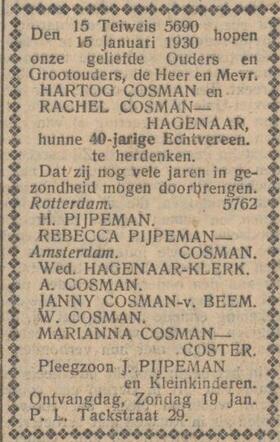 Den 15 Teiweis 5690 hopen
15 Januari 1930
onze geliefde Ouders en
Grootouders, de Heer en Mevr.
HARTOG COSMAN en
RACHEL COSMAN—
HAGENAAR,
hunne 40-jarige Echtvereen.
te herdenken.
Dat zij nog vele jaren in ge-
zondheid mogen doorbrengen.
Rotterdam. 5762
H. PIJPEMAN.
REBECCA PIJPEMAN—
Amsterdam. COSMAN.
Wed. HAGENAAR-KLERK.
A. COSMAN.
JANNY COSMAN-v. BEEM.
W. COSMAN.
MARIANNA COSMAN—
COSTER.
Pleegzoon J. PIJPEMAN
en Kleinkinderen.
Ontvangdag, Zondag 19 Jan.
P. L. Tackstraat 29.